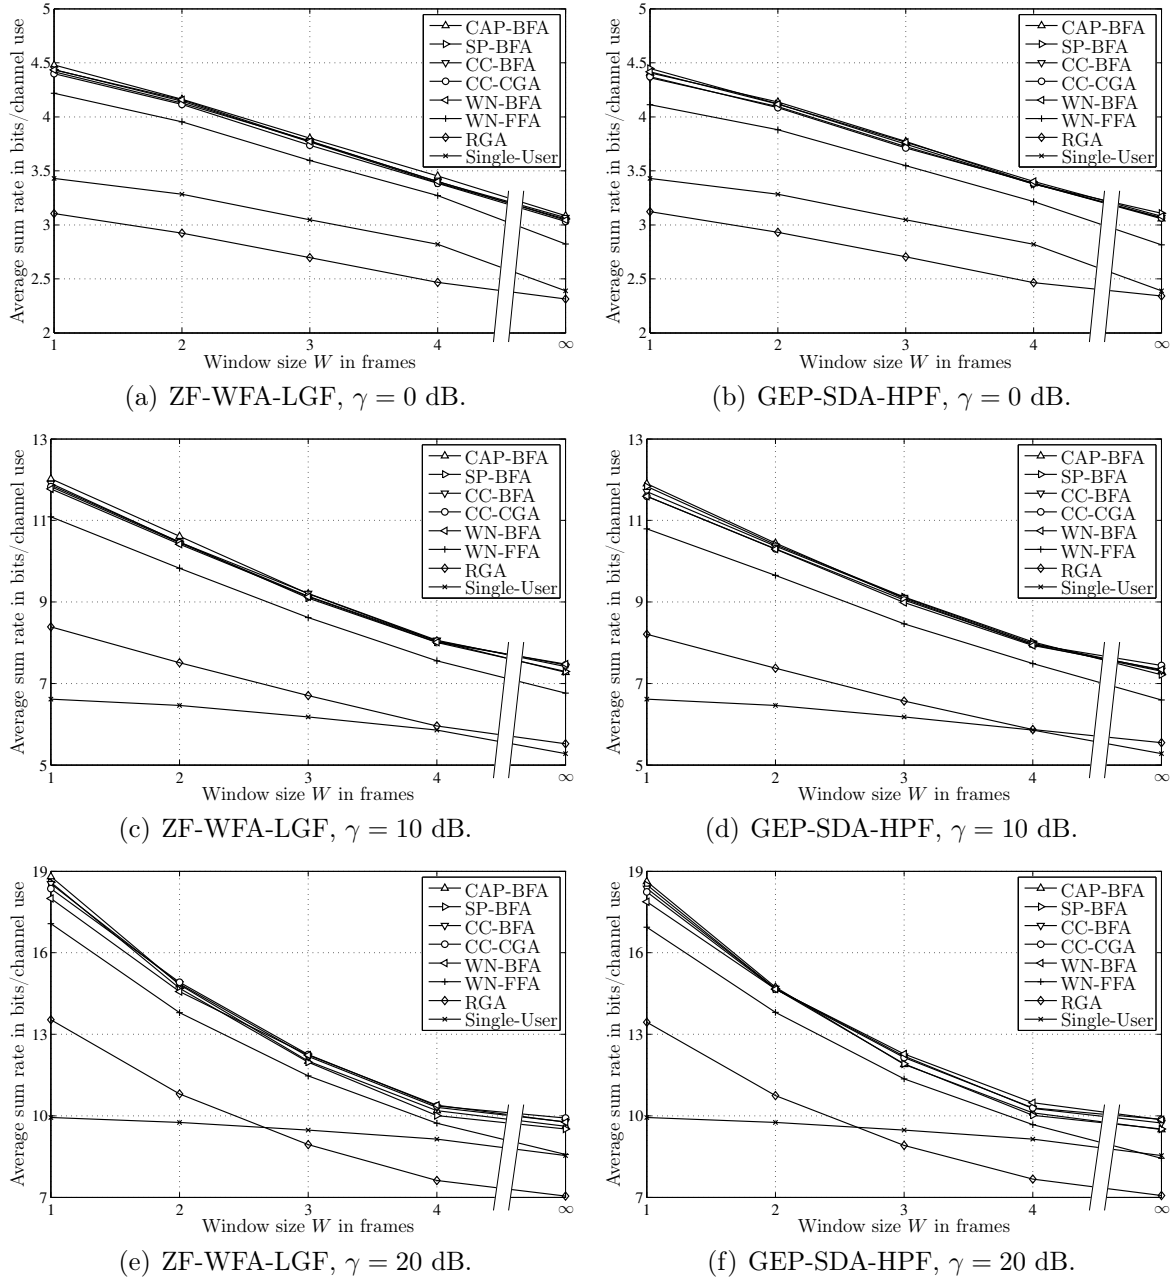 Average sum rate in bits/channel use
5
4.5
4
3.5
3
2.5
2
1
2
3
4
∞
Window size W in frames
CAP-BFA
SP-BFA
CC-BFA
CC-CGA
WN-BFA
WN-FFA
RGA
Single-User
(a) ZF-WFA-LGF, γ = 0 dB.
Average sum rate in bits/channel use
5
4.5
4
3.5
3
2.5
2
1
2
3
4
∞
Window size W in frames
CAP-BFA
SP-BFA
CC-BFA
CC-CGA
WN-BFA
WN-FFA
RGA
Single-User
(b) GEP-SDA-HPF, γ = 0 dB.
Average sum rate in bits/channel use
13
11
9
7
5
1
2
3
4
∞
Window size W in frames
CAP-BFA
SP-BFA
CC-BFA
CC-CGA
WN-BFA
WN-FFA
RGA
Single-User
(c) ZF-WFA-LGF, γ = 10 dB.
Average sum rate in bits/channel use
13
11
9
7
5
1
2
3
4
∞
Window size W in frames
CAP-BFA
SP-BFA
CC-BFA
CC-CGA
WN-BFA
WN-FFA
RGA
Single-User
(d) GEP-SDA-HPF, γ = 10 dB.
Average sum rate in bits/channel use
19
16
13
10
7
1
2
3
4
∞
Window size W in frames
CAP-BFA
SP-BFA
CC-BFA
CC-CGA
WN-BFA
WN-FFA
RGA
Single-User
(e) ZF-WFA-LGF, γ = 20 dB.
Average sum rate in bits/channel use
19
16
13
10
7
1
2
3
4
∞
Window size W in frames
CAP-BFA
SP-BFA
CC-BFA
CC-CGA
WN-BFA
WN-FFA
RGA
Single-User
(f) GEP-SDA-HPF, γ = 20 dB.